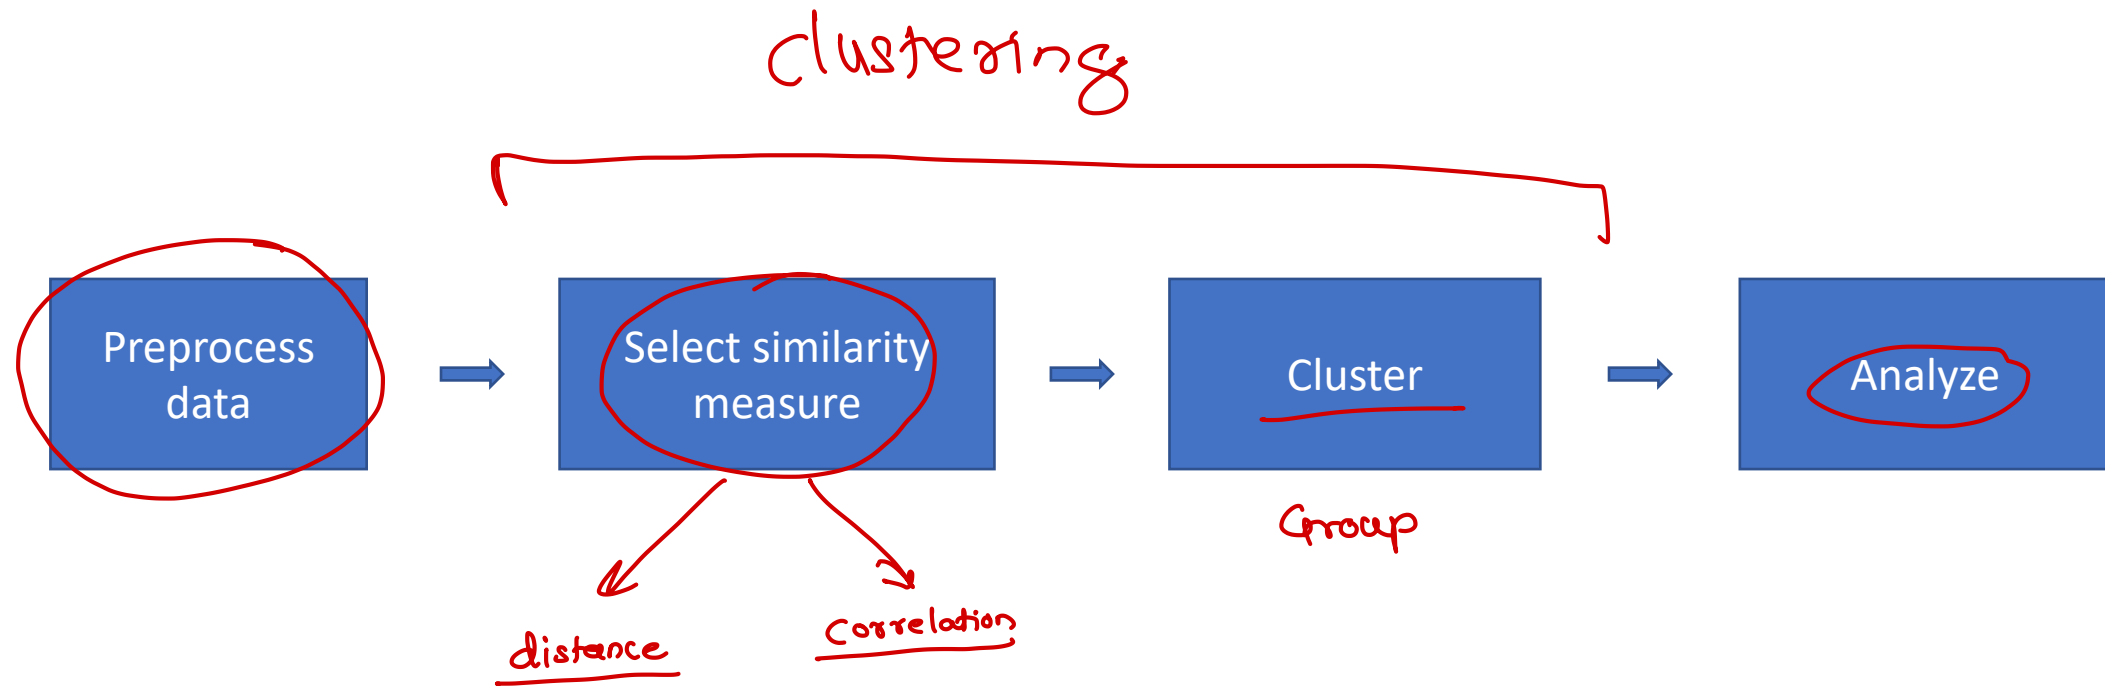 clustering
Preprocess
data
Select similarity
measure
Cluster
Analyze
Group
distance
correlation